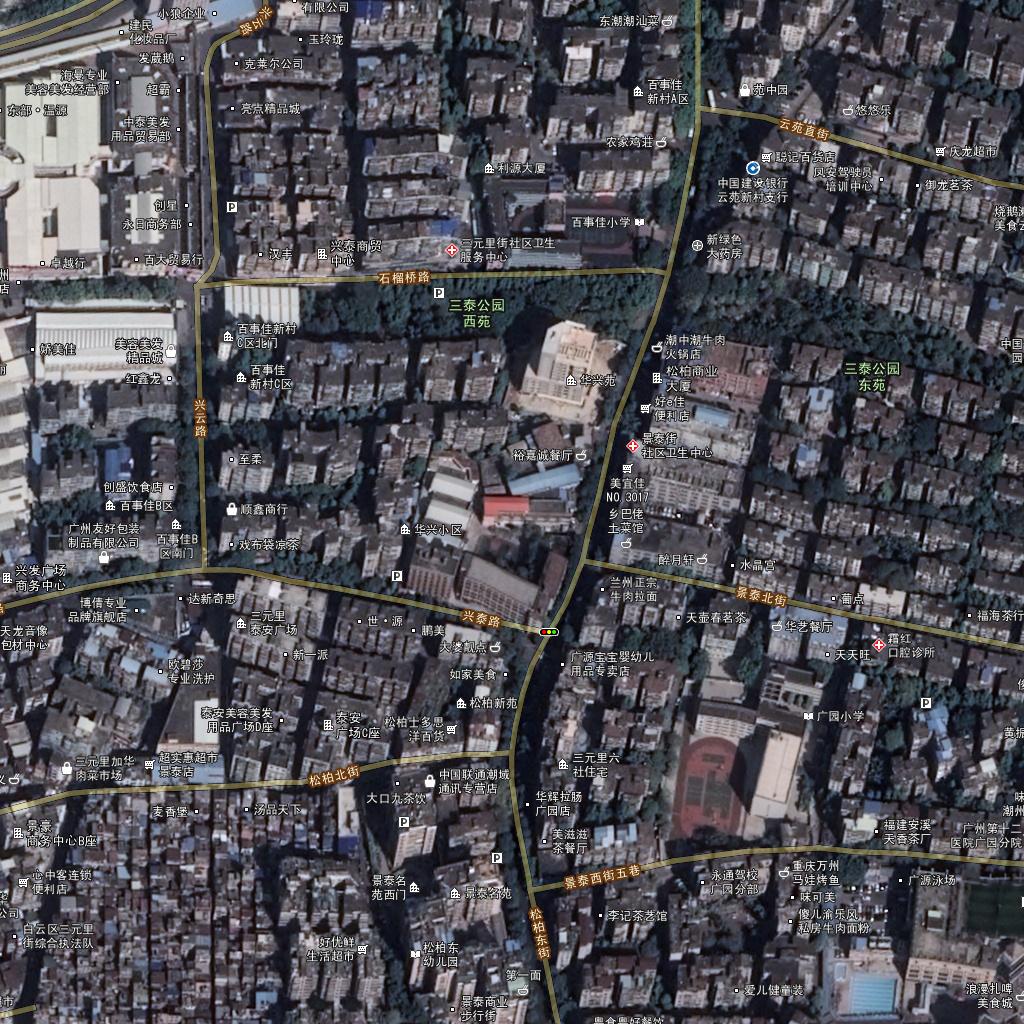 小狼企业
有限公司
兴云路
建民
化妆品厂
玉玲珑
东潮潮汕菜
发葳鹅
克莱尔公司
海曼专业
美容美发经营部
超霸
百事佳
新村A区
苑中园
悠悠乐
东部·温源
亮点精品城
中泰美发
用品贸易部
云苑直街
农家鸡荘
聪记百货店
庆龙超市
利源大厦
中国建设银行
云苑新村支行
凤安驾驶员
培训中心
御龙茗茶
创星
永日商务部
百事佳小学
烧鹅
美食
新绿色
大药房
三元里街社区卫生
服务中心
兴泰商贸
中心
汉丰
百大贸易行
卓越行
石榴桥路
三泰公园
西苑
百事佳新村
C区北门
美容美发
精品城
娇美佳
红鑫龙
百事佳
新村C区
华兴苑
潮中潮牛肉
火锅店
松柏商业
大厦
好e佳
便利店
三泰公园
东苑
兴云路
景泰街
社区卫生中心
裕嘉诚餐厅
至柔
美宜佳
NO 3017
创盛饮食店
百事佳B区
顺鑫商行
乡巴佬
土菜馆
华兴小区
广州友好包装
制品有限公司
百事佳B
区南门
戏布袋凉茶
醉月轩
水晶宫
兴发广场
商务中心
兰州正宗
牛肉拉面
景泰北街
葡点
博倩专业
品牌旗舰店
达新奇思
三元里
泰安广场
世·源
兴泰路
鹏美
天壶春茗茶
华艺餐厅
福海茶行
天龙音像
包材中心
大婆靓点
霜红
口腔诊所
天天旺
新一派
欧碧莎
专业洗护
广源宝宝婴幼儿
用品专卖店
如家美食
松柏新苑
泰安美容美发
用品广场D座
泰安
广场C座
松柏士多思
洋百货
广园小学
三元里加华
肉菜市场
超实惠超市
景泰店
松柏北街
三元里六
社住宅
中国联通潮域
通讯专营店
大口九茶饮
麦香堡
汤品天下
华辉拉肠
广园店
景豪
商务中心B座
美滋滋
茶餐厅
福建安溪
天香茶厂
广州第十二
医院广园分院
心中客连锁
便利店
景泰名
苑西门
景泰名苑
景泰西街五巷
永通驾校
广园分部
重庆万州
马娃烤鱼
广源泳场
味可美
李记茶艺馆
傻儿渝乐风
私房牛肉面粉
松柏东街
白云区三元里
街综合执法队
好优鲜
生活超市
松柏东
幼儿园
第一面
爱儿健童装
浪漫扎啤
美食城
景泰商业
步行街